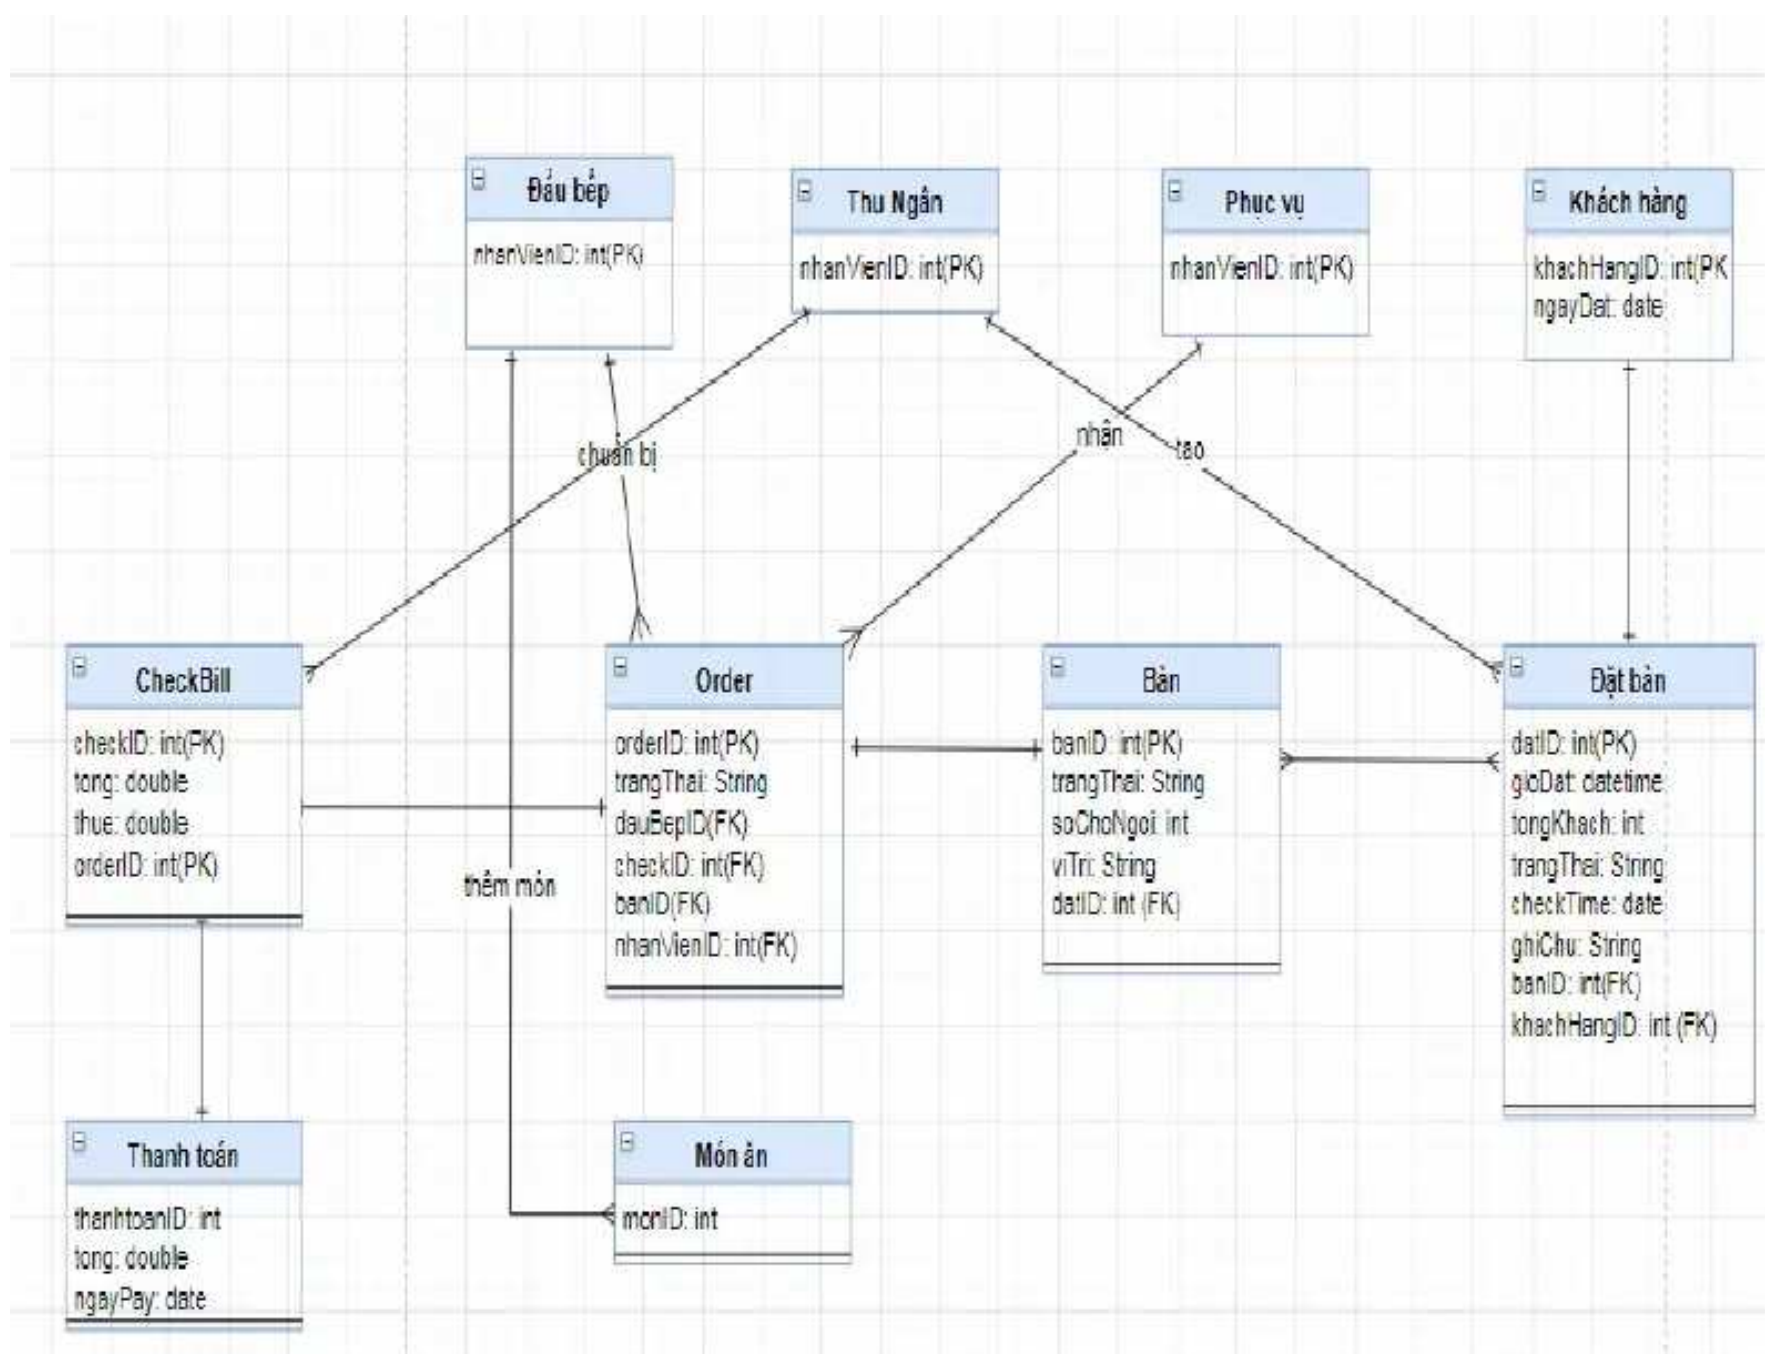 Đầu bếp
nhanVienID: int(PK)
Thu Ngân
nhanVienID: int(PK)
Phục vụ
nhanVienID: int(PK)
Khách hàng
khachHangID: int(PK
ngayDat: date
chuẩn bị
nhận
tạo
CheckBill
checkID: int(PK)
tong: double
thue: double
orderID: int(PK)
Order
orderID: int(PK)
trangThai: String
dauBepID(FK)
checkID: int(FK)
banID(FK)
nhanVienID: int(FK)
Bàn
banID: int(PK)
trangThai: String
soChoNgoi: int
viTri: String
datID: int (FK)
Đặt bàn
datID: int(PK)
gioDat: datetime
tongKhach: int
trangThai: String
checkTime: date
ghiChu: String
banID: int(FK)
khachHangID: int (FK)
thêm món
Thanh toán
thanhtoanID: int
tong: double
ngayPay: date
Món ăn
monID: int